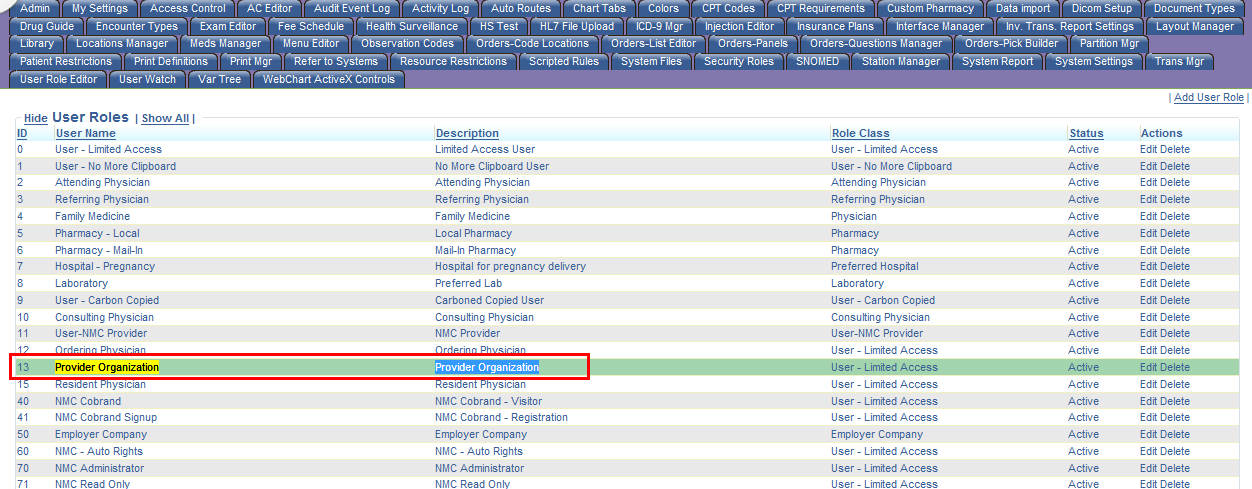 Admin My Settings Access Control AC Editor Audit Event Log Activity Log Auto Routes Chart Tabs Colors CPT Codes CPT Requirements Custom Pharmacy Data import Dicom Setup Document Types
Drug Guide Encounter Types Exam Editor Fee Schedule Health Surveillance HS Test HL7 File Upload ICD-9 Mgr Injection Editor Insurance Plans Interface Manager Inv. Trans. Report Settings Layout Manager
Library Locations Manager Meds Manager Menu Editor Observation Codes Orders-Code Locations Orders-List Editor Orders-Panels Orders-Questions Manager Orders-Pick Builder Partition Mgr
Patient Restrictions Print Definitions Print Mgr Refer to Systems Resource Restrictions Scripted Rules System Files Security Roles SNOMED Station Manager System Report System Settings Trans Mgr
User Role Editor User Watch Var Tree WebChart ActiveX Controls
| Add User Role |
Hide User Roles | Show All |
ID User Name Description Role Class Status Actions
0 User - Limited Access Limited Access User User - Limited Access Active Edit Delete
1 User - No More Clipboard No More Clipboard User User - No More Clipboard Active Edit Delete
2 Attending Physician Attending Physician Attending Physician Active Edit Delete
3 Referring Physician Referring Physician Referring Physician Active Edit Delete
4 Family Medicine Family Medicine Physician Active Edit Delete
5 Pharmacy - Local Local Pharmacy Pharmacy Active Edit Delete
6 Pharmacy - Mail-In Mail-In Pharmacy Pharmacy Active Edit Delete
7 Hospital - Pregnancy Hospital for pregnancy delivery Preferred Hospital Active Edit Delete
8 Laboratory Preferred Lab Laboratory Active Edit Delete
9 User - Carbon Copied Carboned Copied User User - Carbon Copied Active Edit Delete
10 Consulting Physician Consulting Physician Consulting Physician Active Edit Delete
11 User-NMC Provider NMC Provider User-NMC Provider Active Edit Delete
12 Ordering Physician Ordering Physician User - Limited Access Active Edit Delete
13 Provider Organization Provider Organization User - Limited Access Active Edit Delete
15 Resident Physician Resident Physician User - Limited Access Active Edit Delete
40 NMC Cobrand NMC Cobrand - Visitor User - Limited Access Active Edit Delete
41 NMC Cobrand Signup NMC Cobrand - Registration User - Limited Access Active Edit Delete
50 Employer Company Employer Company Employer Company Active Edit Delete
60 NMC - Auto Rights NMC - Auto Rights User - Limited Access Active Edit Delete
70 NMC Administrator NMC Administrator User - Limited Access Active Edit Delete
71 NMC Read Only NMC Read Only User - Limited Access Active Edit Delete